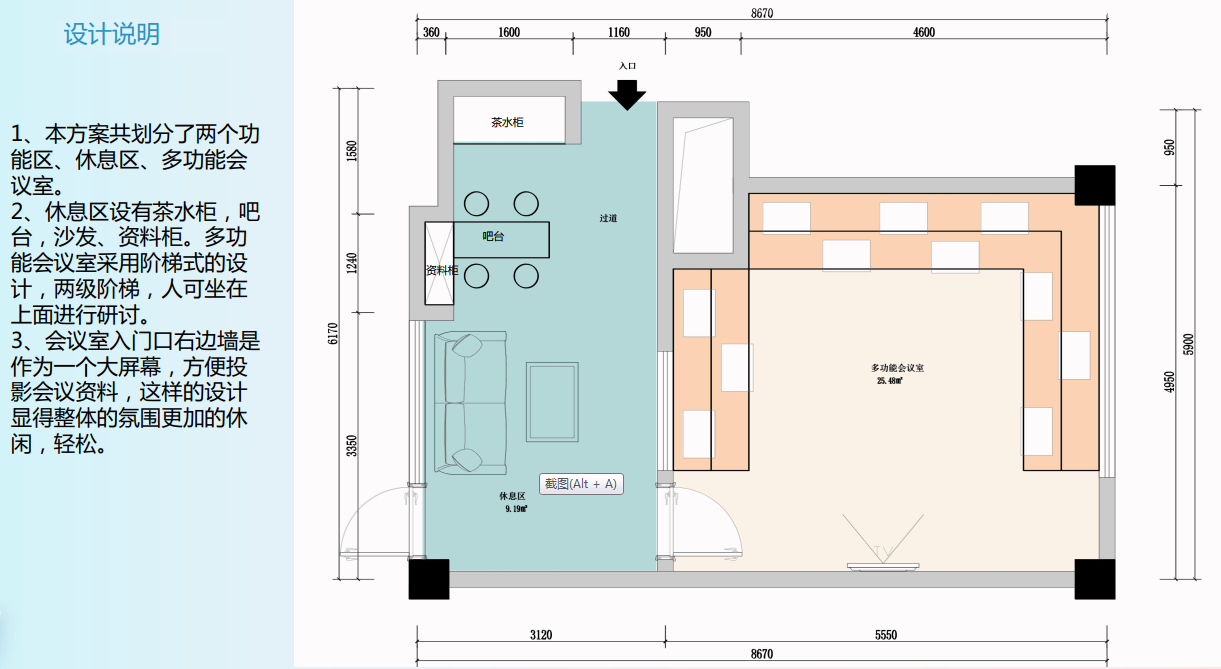 设计说明
1、本方案共划分了两个功
能区、休息区、多功能会
议室。
2、休息区设有茶水柜，吧
台，沙发、资料柜。多功
能会议室采用阶梯式的设
计，两级阶梯，人可坐在
上面进行研讨。
3、会议室入门口右边墙是
作为一个大屏幕，方便投
影会议资料，这样的设计
显得整体的氛围更加的休
闲，轻松。
8670
360
1600
1160
950
4600
入口
茶水柜
过道
吧台
资料柜
1580
1240
6170
3350
950
5900
4950
多功能会议室
25.48㎡
截图(Alt + A)
休息区
9.19㎡
TV
3120
5550
8670